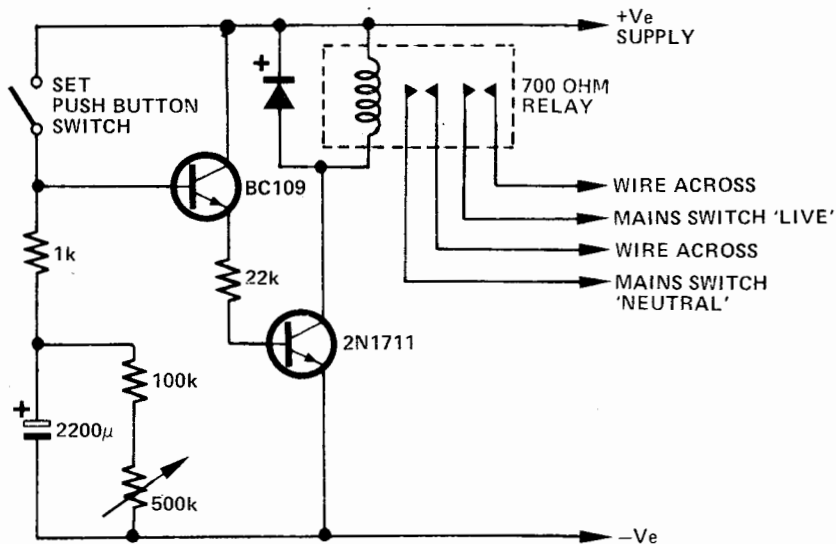 +Ve
SUPPLY
SET
PUSH BUTTON
SWITCH
+
700 OHM
RELAY
BC109
WIRE ACROSS
MAINS SWITCH 'LIVE'
WIRE ACROSS
MAINS SWITCH
'NEUTRAL'
1k
22k
2N1711
100k
+
2200μ
500k
−Ve